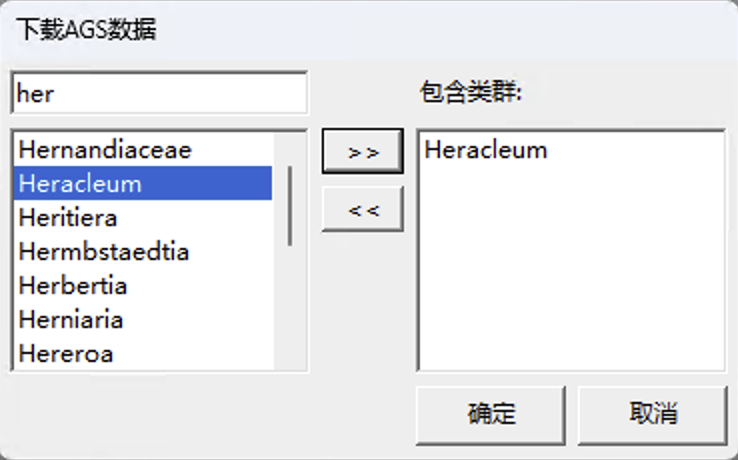 下载AGS数据
her
包含类群:
Hernandiaceae
Heracleum
Heritiera
Hermbstaedtia
Herbertia
Herniaria
Hereroa
>>
<<
Heracleum
确定
取消